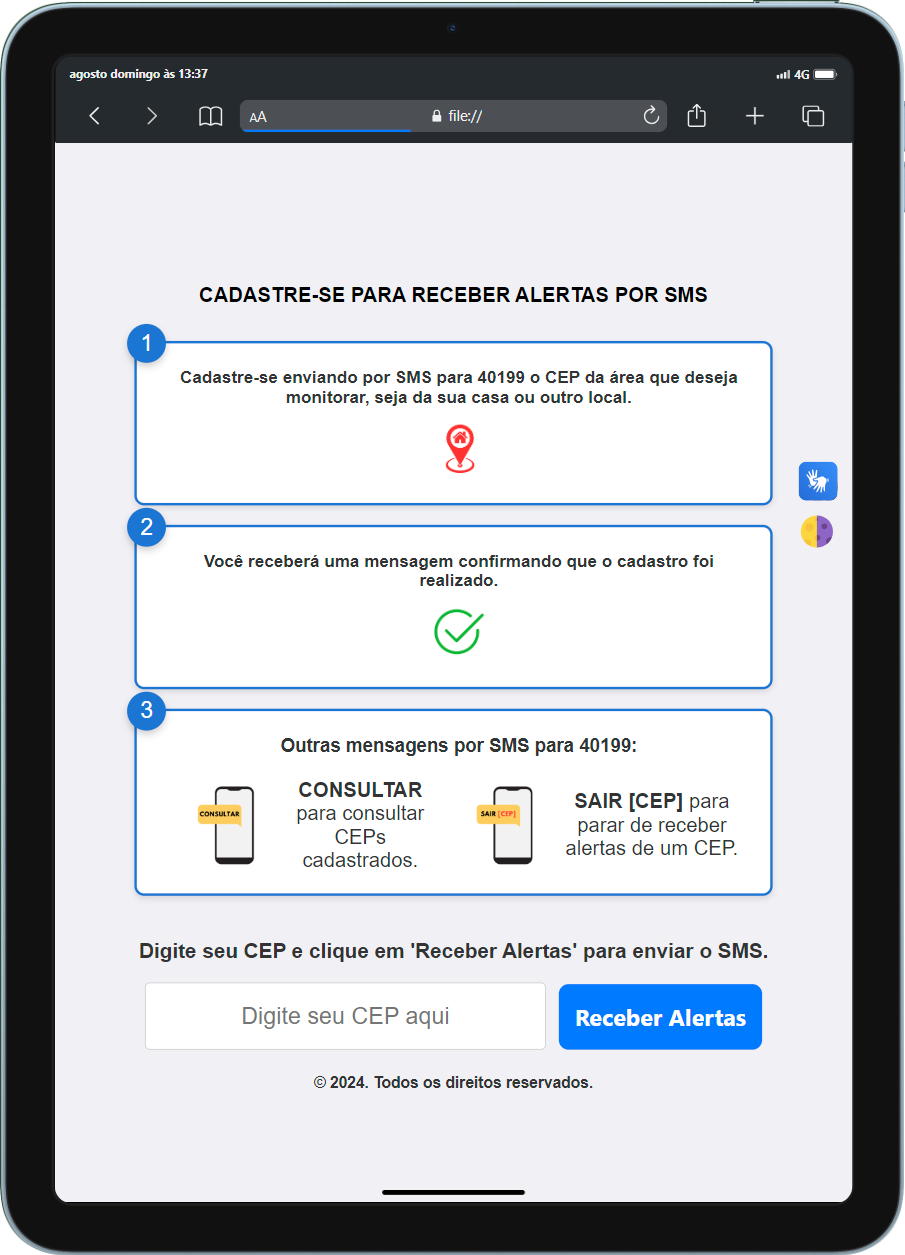 agosto domingo às 13:37
4G
AA
file://
CADASTRE-SE PARA RECEBER ALERTAS POR SMS
1
Cadastre-se enviando por SMS para 40199 o CEP da área que deseja
monitorar, seja da sua casa ou outro local.
2
Você receberá uma mensagem confirmando que o cadastro foi
realizado.
3
Outras mensagens por SMS para 40199:
CONSULTAR
CONSULTAR
para consultar
CEPs
cadastrados.
SAIR [CEP]
SAIR [CEP] para
parar de receber
alertas de um CEP.
Digite seu CEP e clique em 'Receber Alertas' para enviar o SMS.
Digite seu CEP aqui
Receber Alertas
© 2024. Todos os direitos reservados.